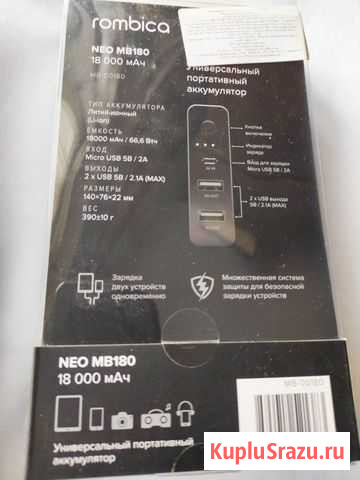 rombica
NEO MB180
18 000 мАч
MB-00180
Универсальный
портативный
аккумулятор
ТИП АККУМУЛЯТОРА
Литий-ионный
(Li-ion)
ЕМКОСТЬ
18000 мАч / 66,6 Втч
ВХОД
Micro USB 5В / 2А
ВЫХОДЫ
2 x USB 5В / 2.1А (MAX)
РАЗМЕРЫ
140×76×22 мм
ВЕС
390±10 г
Кнопка
включения
Индикатор
заряда
Вход для зарядки
Micro USB 5В / 2А
2 x USB выхода
5В / 2.1А (MAX)
Зарядка
двух устройств
одновременно
Множественная система
защиты для безопасной
зарядки устройств
NEO MB180
18 000 мАч
MB-00180
Универсальный портативный
аккумулятор
KupluSrazu.ru